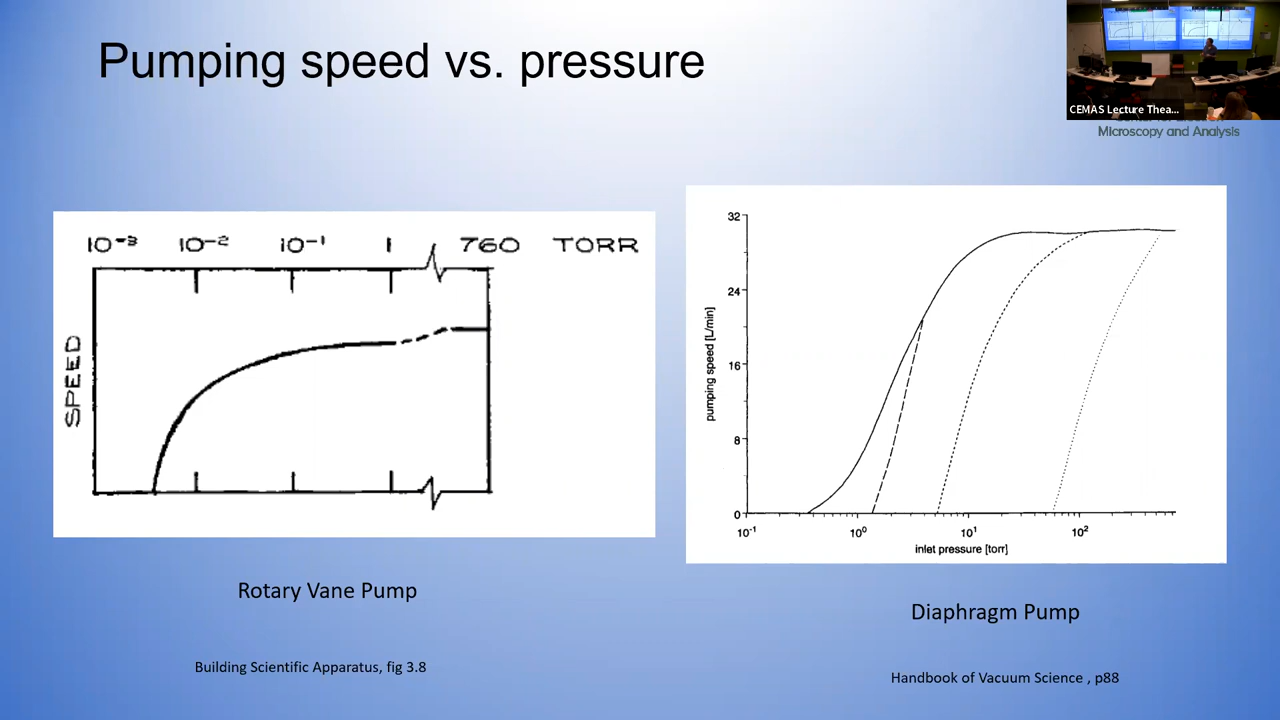 Pumping speed vs. pressure
CEMAS Lecture Thea...
Microscopy and Analysis
10⁻³ 10⁻² 10⁻¹ 1 760 TORR
SPEED
32
24
16
8
0
pumping speed [L/min]
10⁻¹ 10⁰ 10¹ 10²
inlet pressure [torr]
Rotary Vane Pump
Diaphragm Pump
Building Scientific Apparatus, fig 3.8
Handbook of Vacuum Science , p88